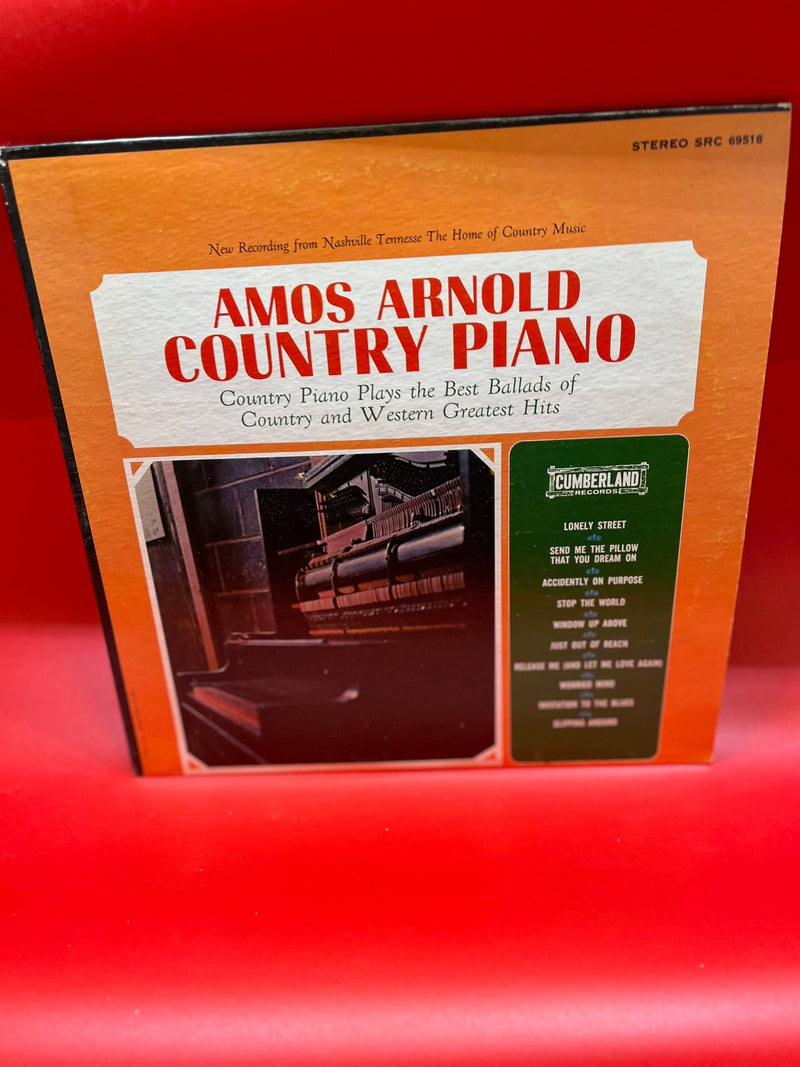 STEREO SRC 69518
New Recording from Nashville Tennesse The Home of Country Music
AMOS ARNOLD
COUNTRY PIANO
Country Piano Plays the Best Ballads of
Country and Western Greatest Hits
CUMBERLAND
RECORDS
LONELY STREET
SEND ME THE PILLOW
THAT YOU DREAM ON
ACCIDENTLY ON PURPOSE
STOP THE WORLD
WINDOW UP ABOVE
JUST OUT OF REACH
RELEASE ME (AND LET ME LOVE AGAIN)
WORRIED MIND
INVITATION TO THE BLUES
SLIPPING AROUND